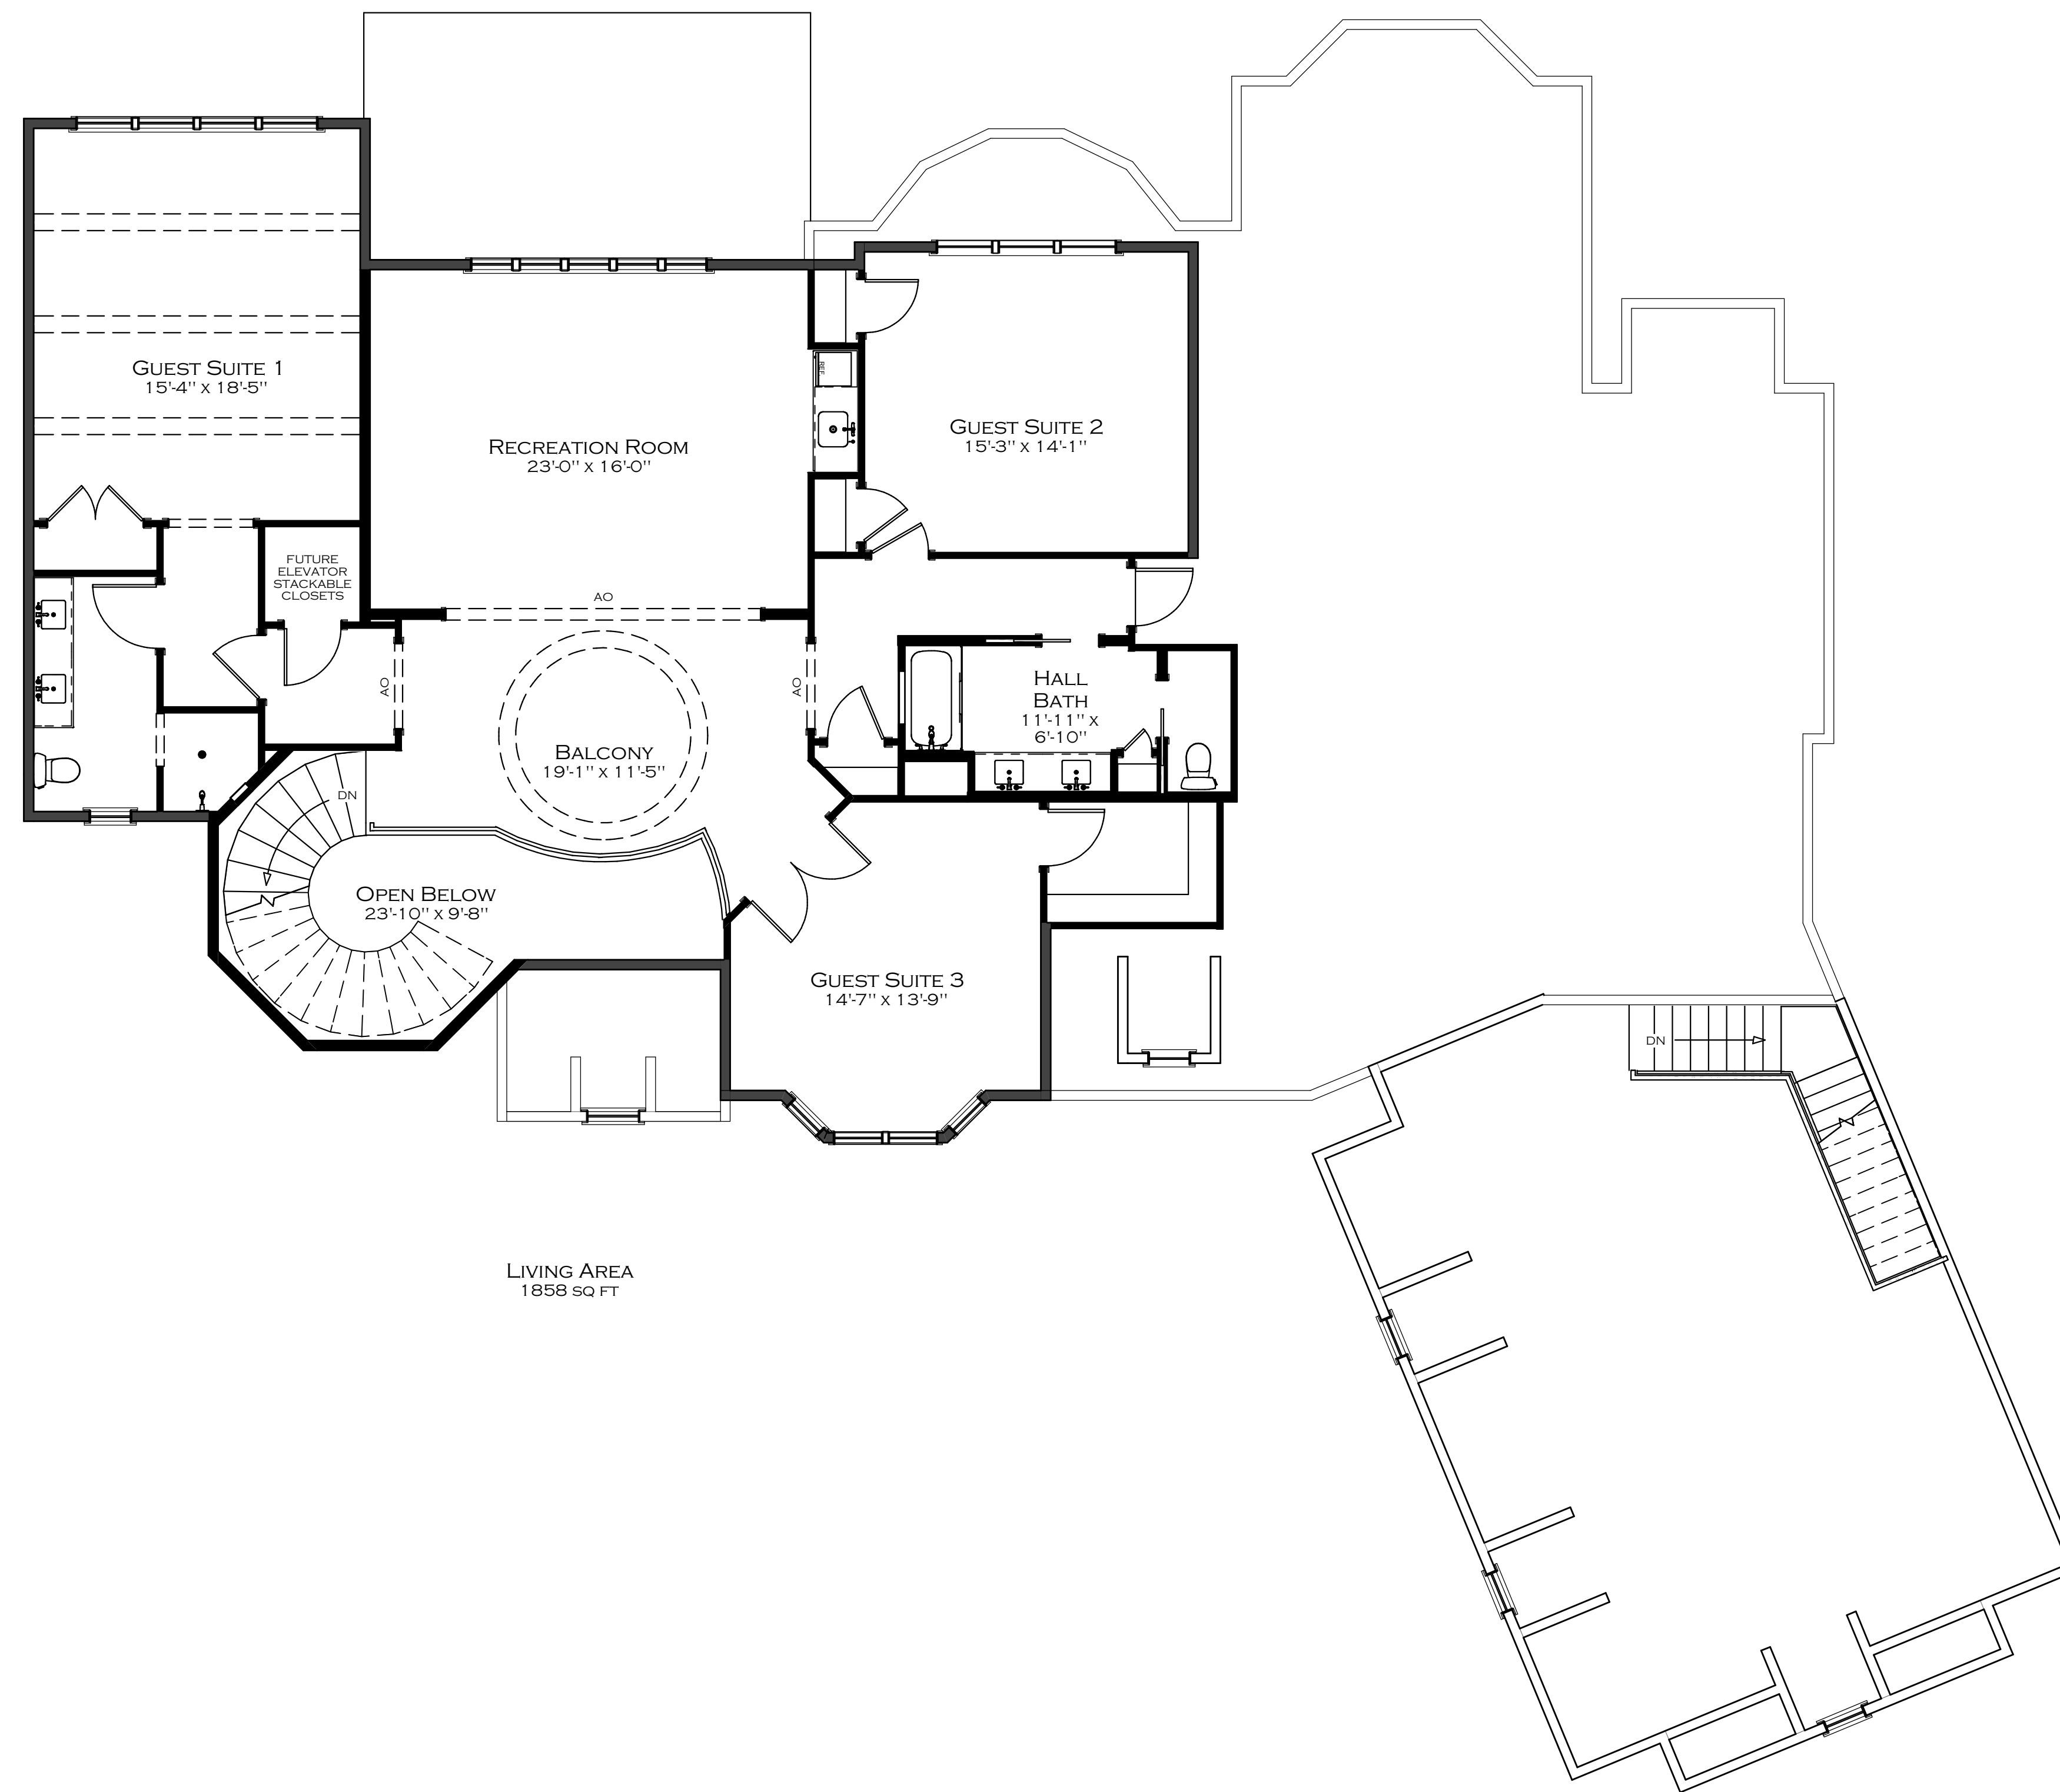 GUEST SUITE 1
15'-4" X 18'-5"
RECREATION ROOM
23'-0" X 16'-0"
REF
GUEST SUITE 2
15'-3" X 14'-1"
FUTURE
ELEVATOR
STACKABLE
CLOSETS
AO
AO
AO
HALL
BATH
11'-11" X
6'-10"
BALCONY
19'-1" X 11'-5"
DN
OPEN BELOW
23'-10" X 9'-8"
GUEST SUITE 3
14'-7" X 13'-9"
DN
LIVING AREA
1858 SQ FT